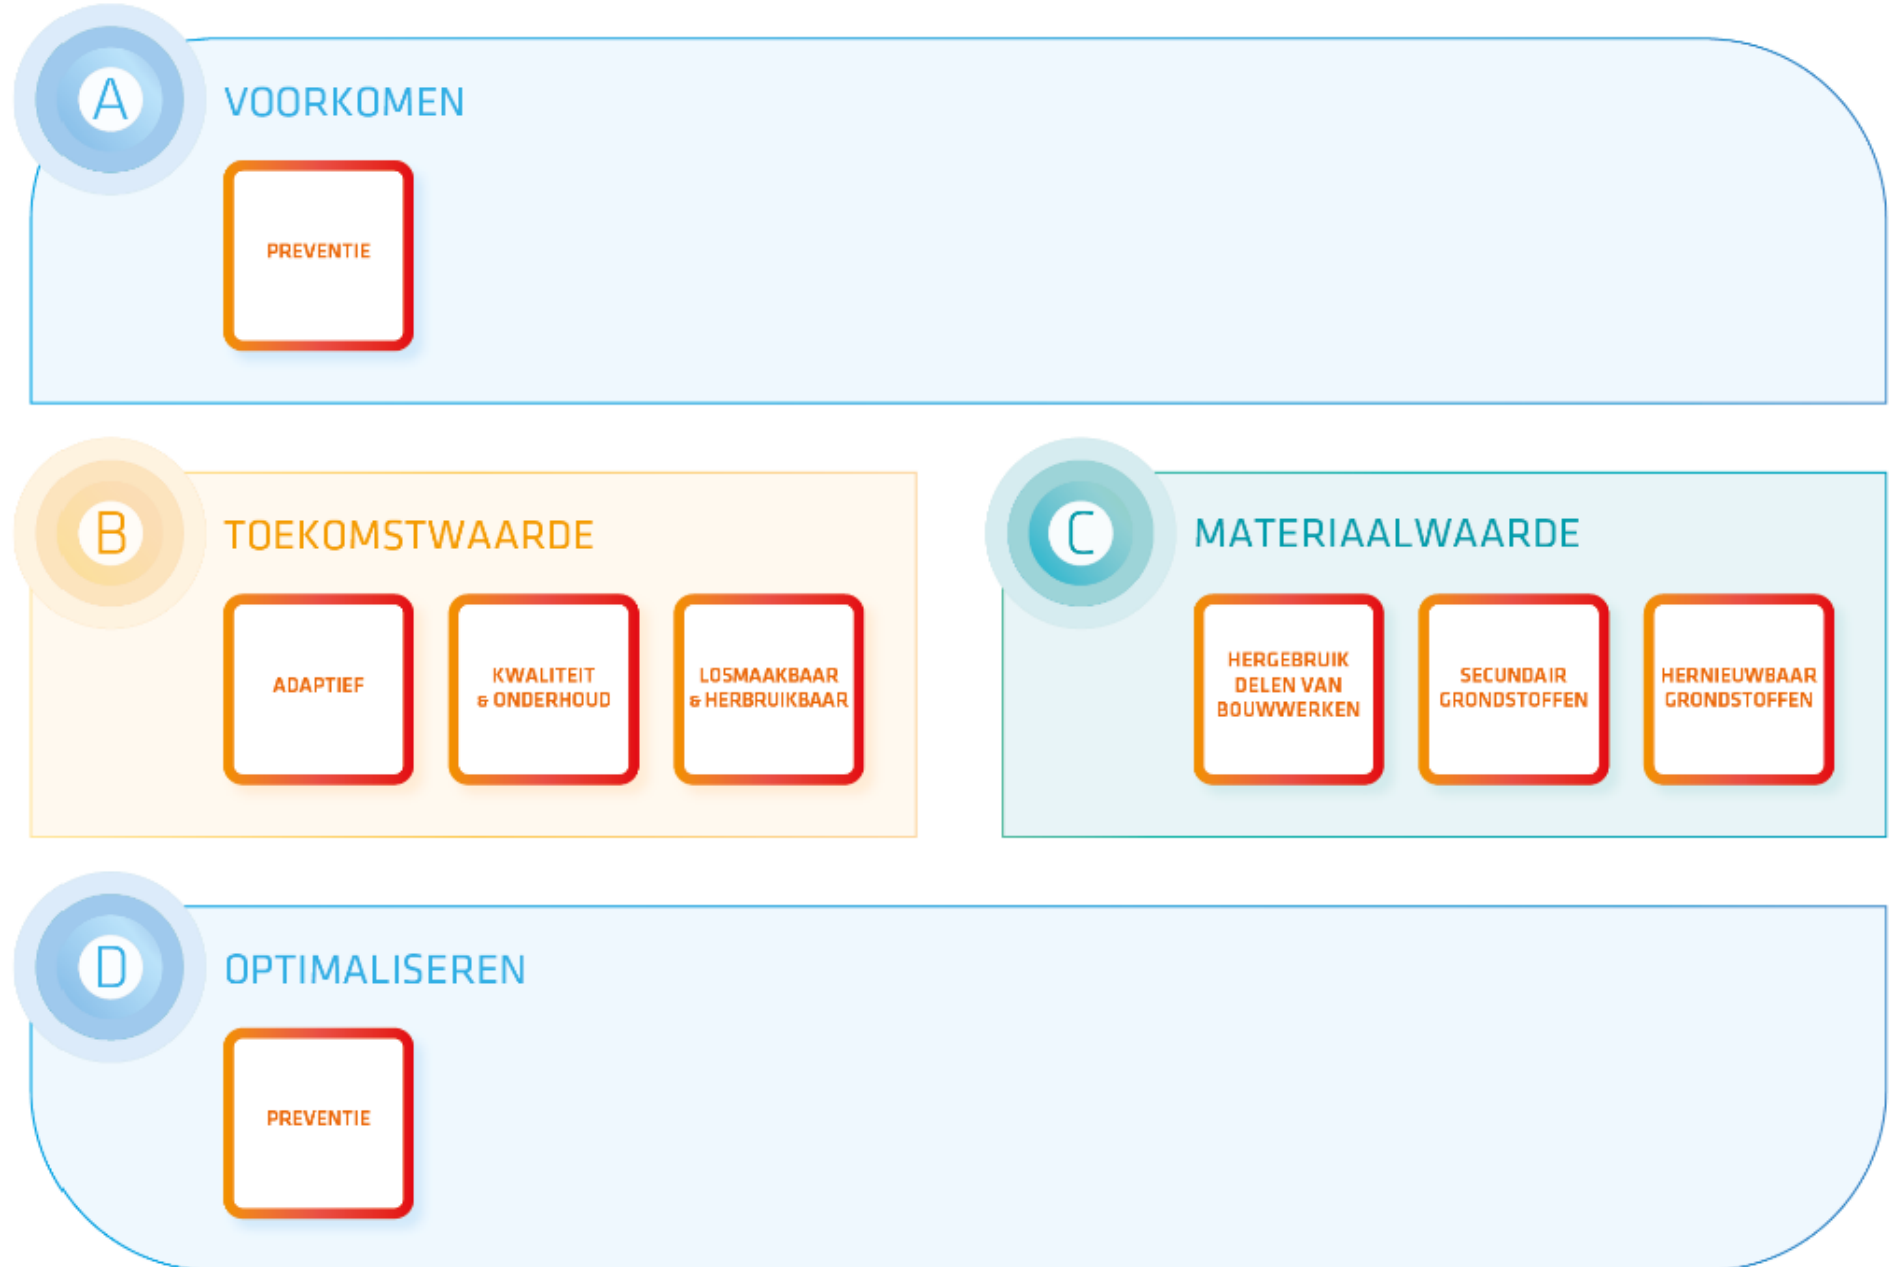 A
VOORKOMEN
PREVENTIE
B
TOEKOMSTWAARDE
ADAPTIEF
KWALITEIT
& ONDERHOUD
LOSMAAKBAAR
& HERBRUIKBAAR
C
MATERIAALWAARDE
HERGEBRUIK
DELEN VAN
BOUWWERKEN
SECUNDAIR
GRONDSTOFFEN
HERNIEUWBAAR
GRONDSTOFFEN
D
OPTIMALISEREN
PREVENTIE